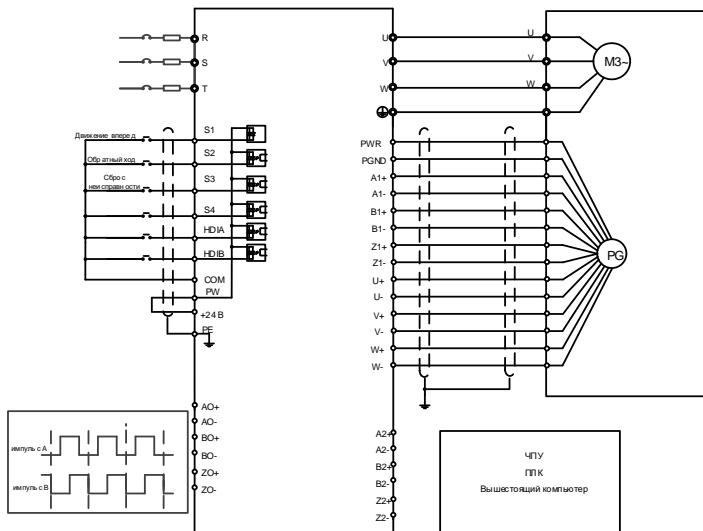 R
S
T
U
V
W
U
V
W
M3~
Движение вперед
Обратный ход
Сброс
неисправности
S1
S2
S3
S4
HDIA
HDIB
COM
PW
+24 В
PE
PWR
PGND
A1+
A1-
B1+
B1-
Z1+
Z1-
U+
U-
V+
V-
W+
W-
PG
AO+
AO-
BO+
BO-
ZO+
ZO-
импульс A
импульс B
A2+
A2-
B2+
B2-
Z2+
Z2-
ЧПУ
ПЛК
Вышестоящий компьютер